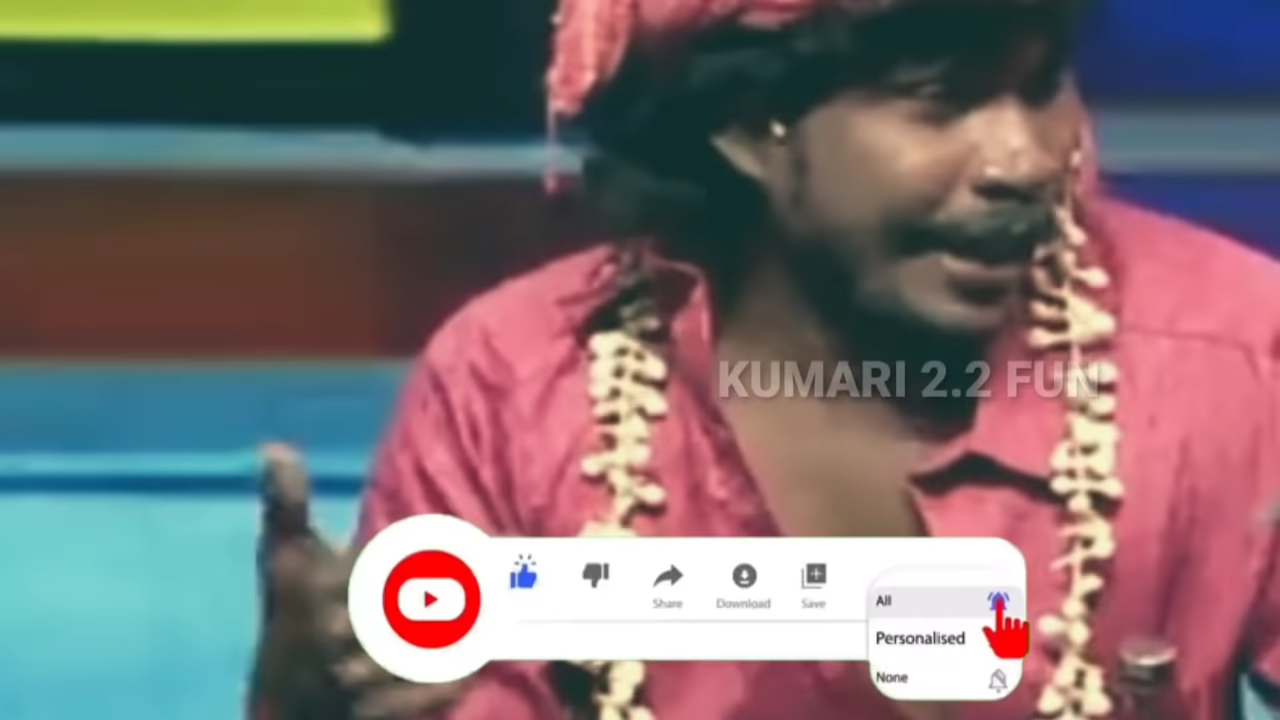 KUMARI 2.2 FUN
Share Download Save
All
Personalised
None